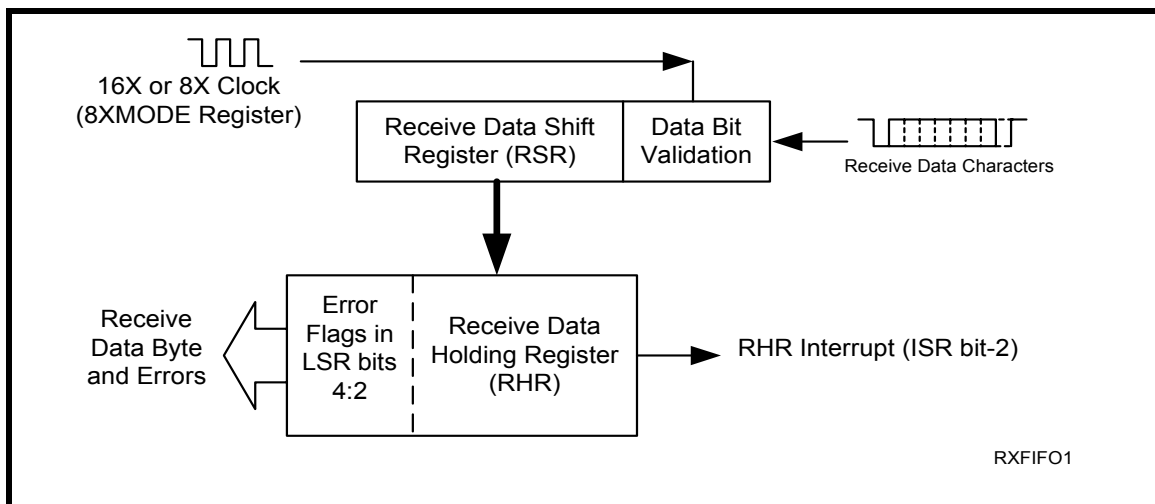 16X or 8X Clock
(8XMODE Register)
Receive Data Shift
Register (RSR)
Data Bit
Validation
Receive Data Characters
Receive
Data Byte
and Errors
Error
Flags in
LSR bits
4:2
Receive Data
Holding Register
(RHR)
RHR Interrupt (ISR bit-2)
RXFIFO1